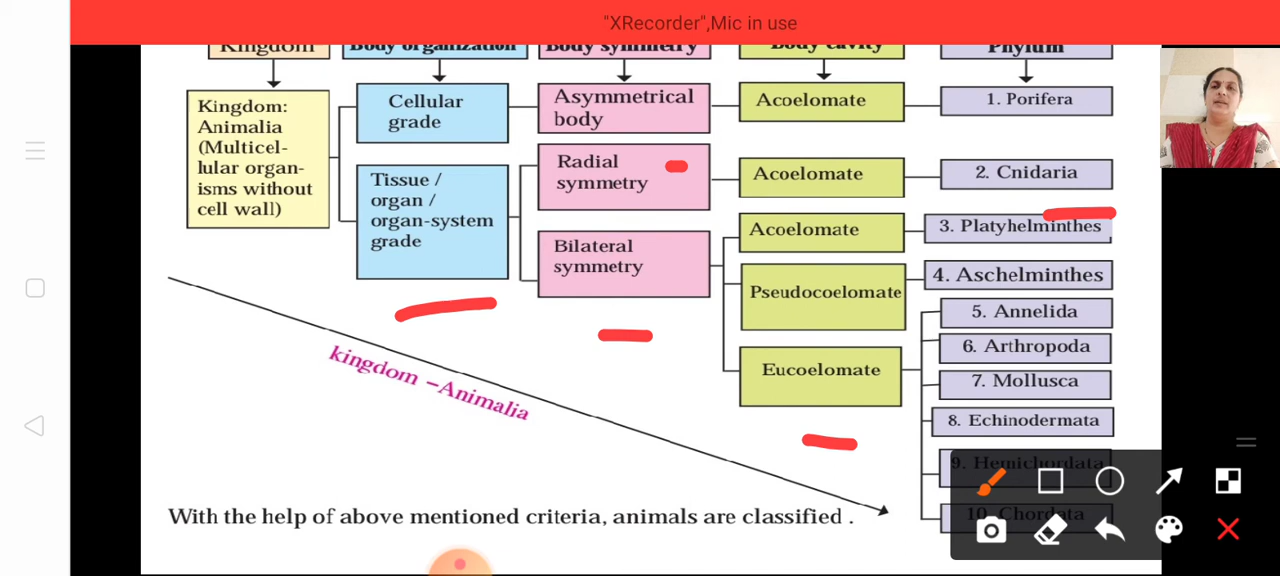 "XRecorder",Mic in use
Kingdom
Body organization
Body symmetry
Body cavity
Phylum
Kingdom:
Animalia
(Multicel-
lular organ-
isms without
cell wall)
Cellular
grade
Tissue /
organ /
organ-system
grade
Asymmetrical
body
Radial
symmetry
Bilateral
symmetry
Acoelomate
Acoelomate
Acoelomate
Pseudocoelomate
Eucoelomate
1. Porifera
2. Cnidaria
3. Platyhelminthes
4. Aschelminthes
5. Annelida
6. Arthropoda
7. Mollusca
8. Echinodermata
9. Hemichordata
10. Chordata
kingdom –Animalia
With the help of above mentioned criteria, animals are classified .